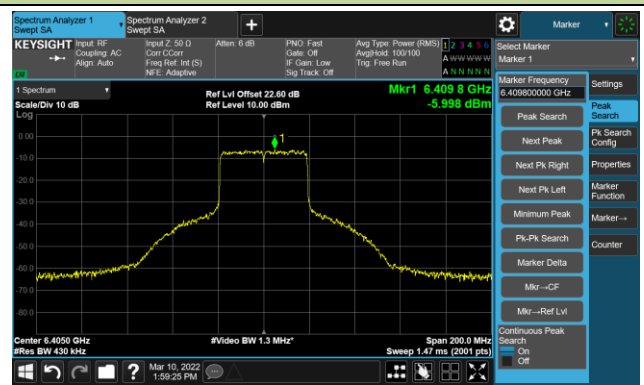 Spectrum Analyzer 1
Swept SA
Spectrum Analyzer 2
Swept SA
Marker
KEYSIGHT
Input: RF
Coupling: AC
Align: Auto
Input Z: 50 Ω
Corr CCorr
Freq Ref: Int (S)
NFE: Adaptive
Atten: 6 dB
PNO: Fast
Gate: Off
IF Gain: Low
Sig Track: Off
Avg Type: Power (RMS)
Avg|Hold: 100/100
Trig: Free Run
1 2 3 4 5 6
A W W W W W
A N N N N N
LW
Select Marker
Marker 1
1 Spectrum
Scale/Div 10 dB
Log
Ref Lvl Offset 22.60 dB
Ref Level 10.00 dBm
Mkr1 6.409 8 GHz
-5.998 dBm
1
0.00
-10.0
-20.0
-30.0
-40.0
-50.0
-60.0
-70.0
-80.0
Center 6.4050 GHz
#Res BW 430 kHz
#Video BW 1.3 MHz*
Span 200.0 MHz
Sweep 1.47 ms (2001 pts)
Marker Frequency
6.409800000 GHz
Peak Search
Next Peak
Next Pk Right
Next Pk Left
Minimum Peak
Pk-Pk Search
Marker Delta
Mkr→CF
Mkr→Ref Lvl
Continuous Peak
Search
On
Off
Settings
Peak
Search
Pk Search
Config
Properties
Marker
Function
Marker→
Counter
Mar 10, 2022
1:59:25 PM